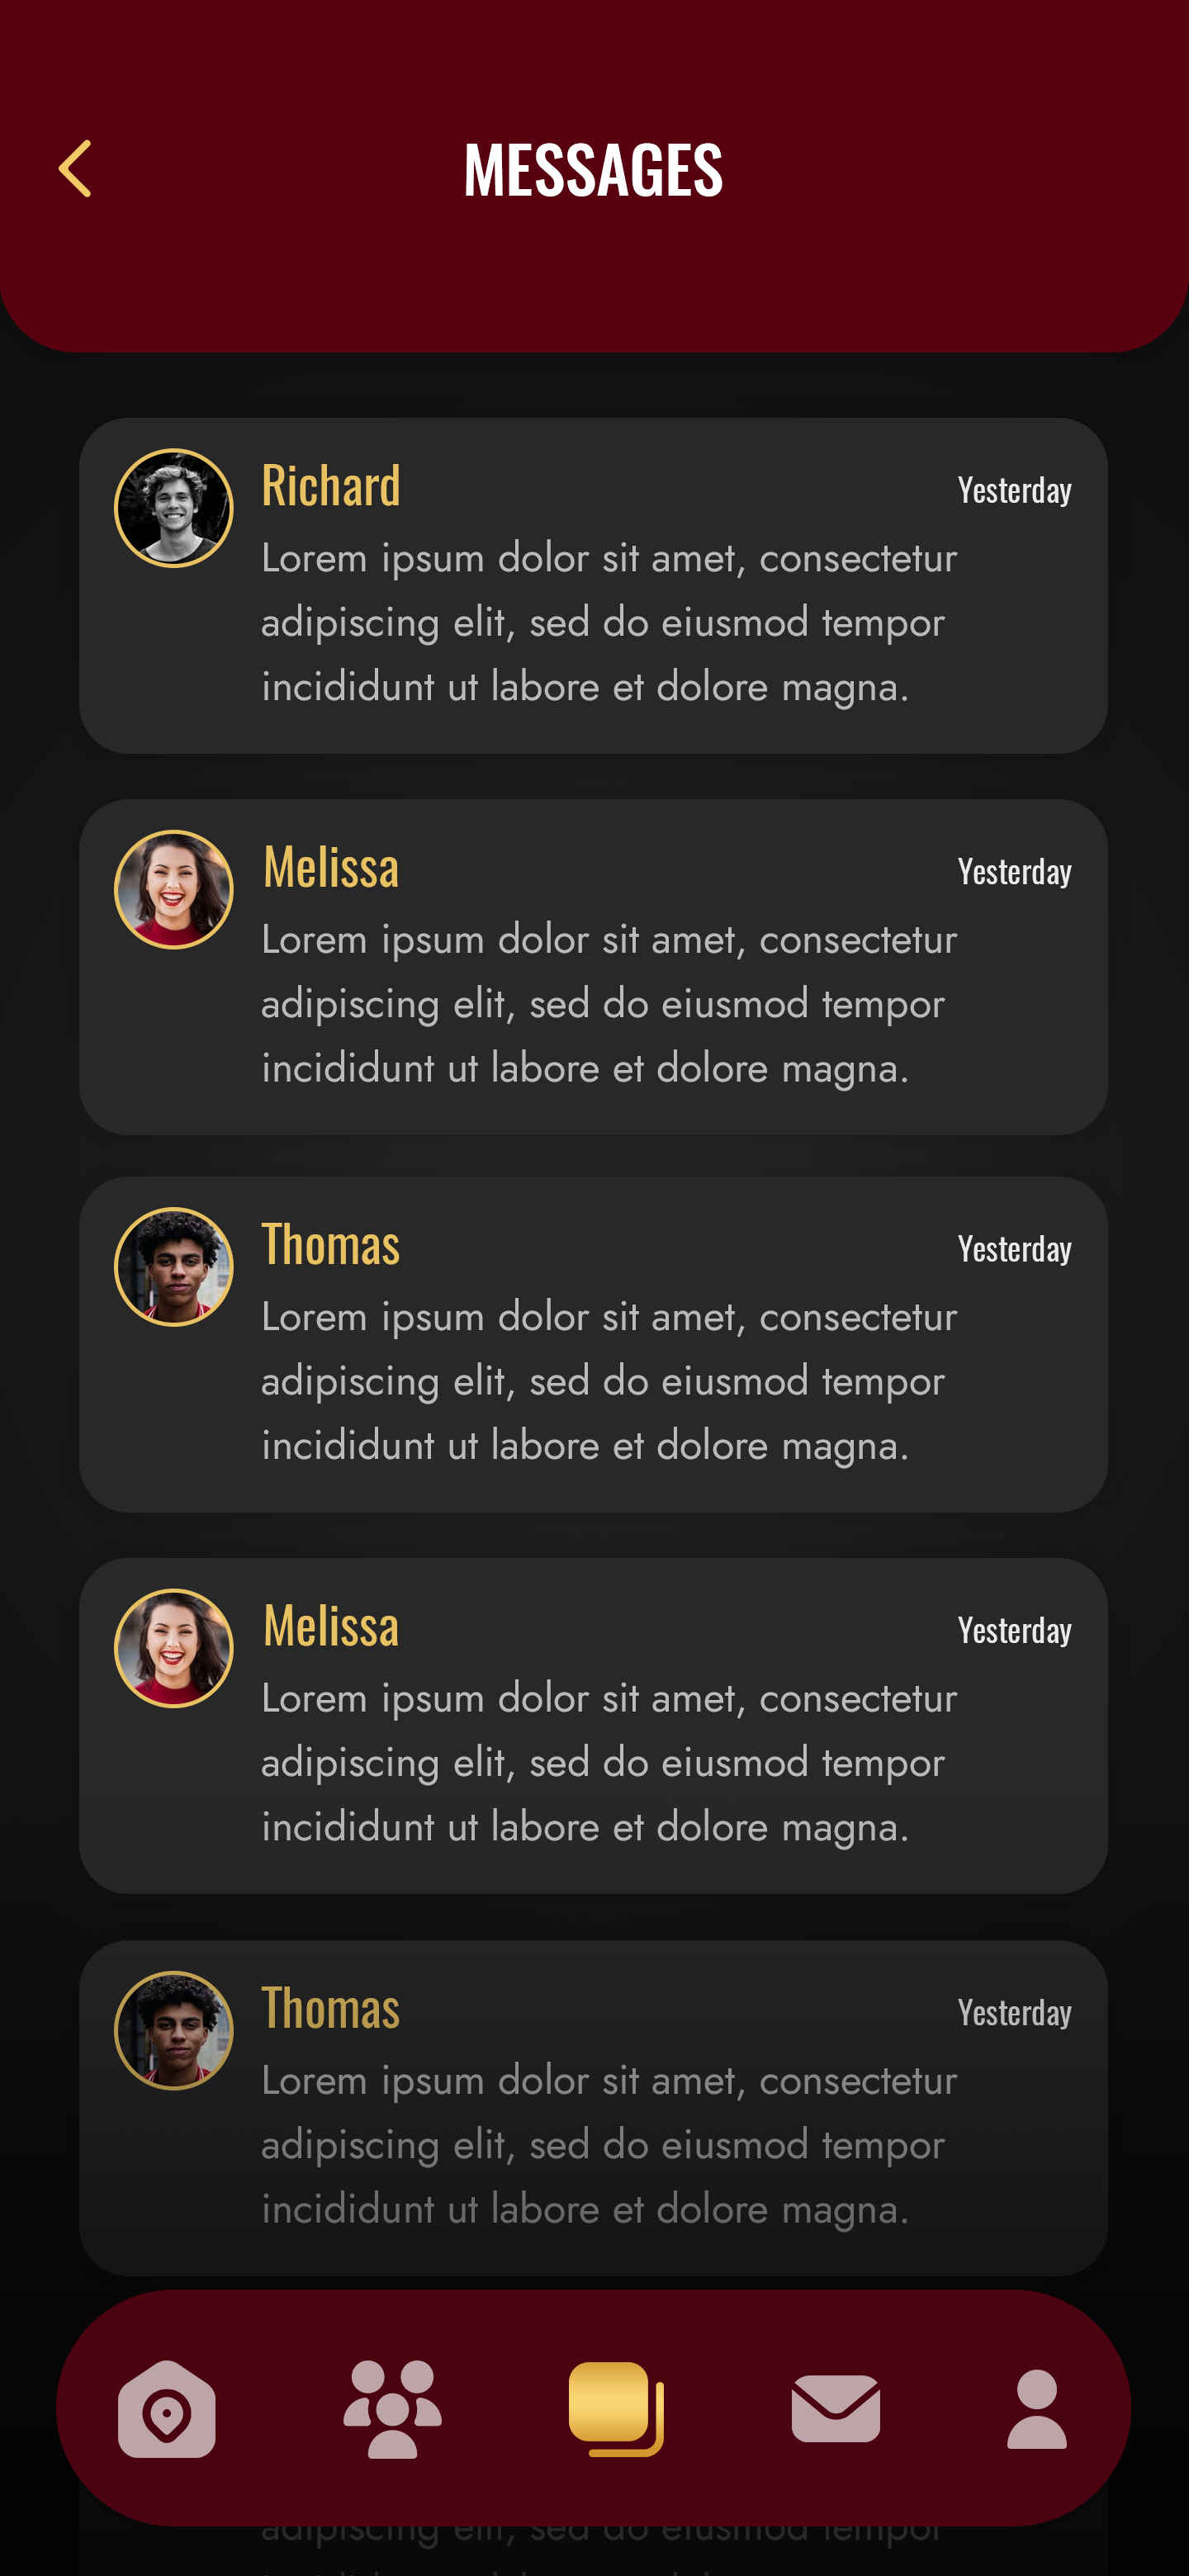 MESSAGES
Richard
Yesterday
Lorem ipsum dolor sit amet, consectetur
adipiscing elit, sed do eiusmod tempor
incididunt ut labore et dolore magna.
Melissa
Yesterday
Lorem ipsum dolor sit amet, consectetur
adipiscing elit, sed do eiusmod tempor
incididunt ut labore et dolore magna.
Thomas
Yesterday
Lorem ipsum dolor sit amet, consectetur
adipiscing elit, sed do eiusmod tempor
incididunt ut labore et dolore magna.
Melissa
Yesterday
Lorem ipsum dolor sit amet, consectetur
adipiscing elit, sed do eiusmod tempor
incididunt ut labore et dolore magna.
Thomas
Yesterday
Lorem ipsum dolor sit amet, consectetur
adipiscing elit, sed do eiusmod tempor
incididunt ut labore et dolore magna.
adipiscing elit, sed do eiusmod tempor